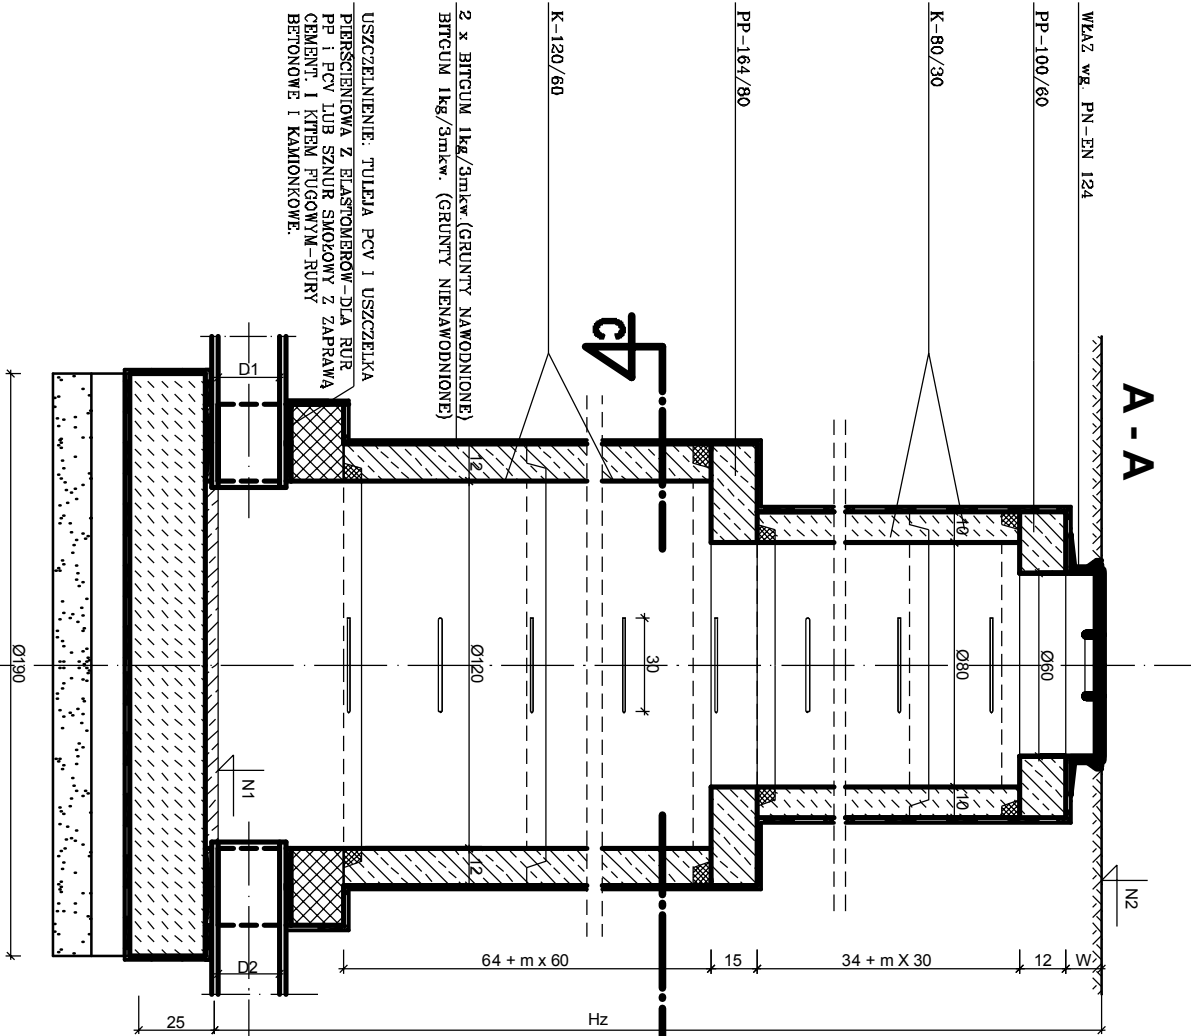 A - A
WŁAZ wg. PN-EN 124
PP-100/60
K-80/30
PP-164/80
K-120/60
2 x BITGUM 1kg/3mkw.(GRUNTY NAWODNIONE)
BITGUM 1kg/3mkw. (GRUNTY NIENAWODNIONE)
USZCZELNIENIE: TULEJA PCV I USZCZELKA
PIERŚCIENIOWA Z ELASTOMERÓW-DLA RUR
PP i PCV LUB SZNUR SMOŁOWY Z ZAPRAWĄ
CEMENT. I KITEM FUGOWYM-RURY
BETONOWE I KAMIONKOWE.
C
D1
12
10
Ø190
Ø120
30
Ø80
Ø60
N1
12
10
N2
D2
64 + m x 60
15
34 + m X 30
12
W
25
Hz